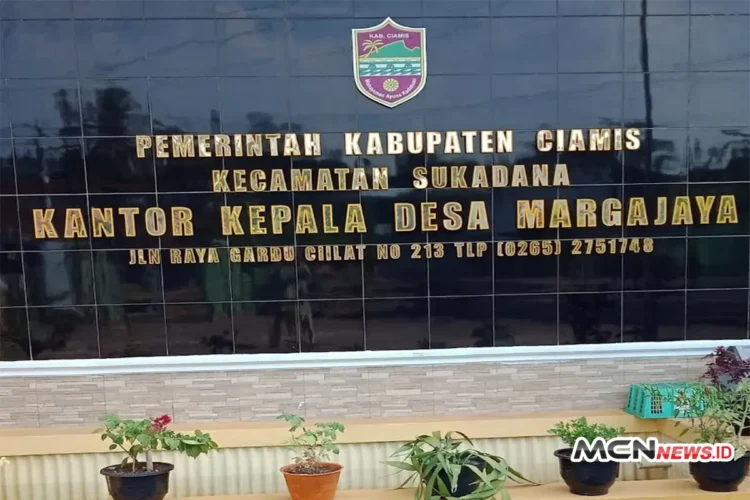 KAB. CIAMIS
PEMERINTAH KABUPATEN CIAMIS
KECAMATAN SUKADANA
KANTOR KEPALA DESA MARGAJAYA
JLN RAYA GARDU CIILAT NO 213 TLP (0265) 2751748
MCNNEWS.ID